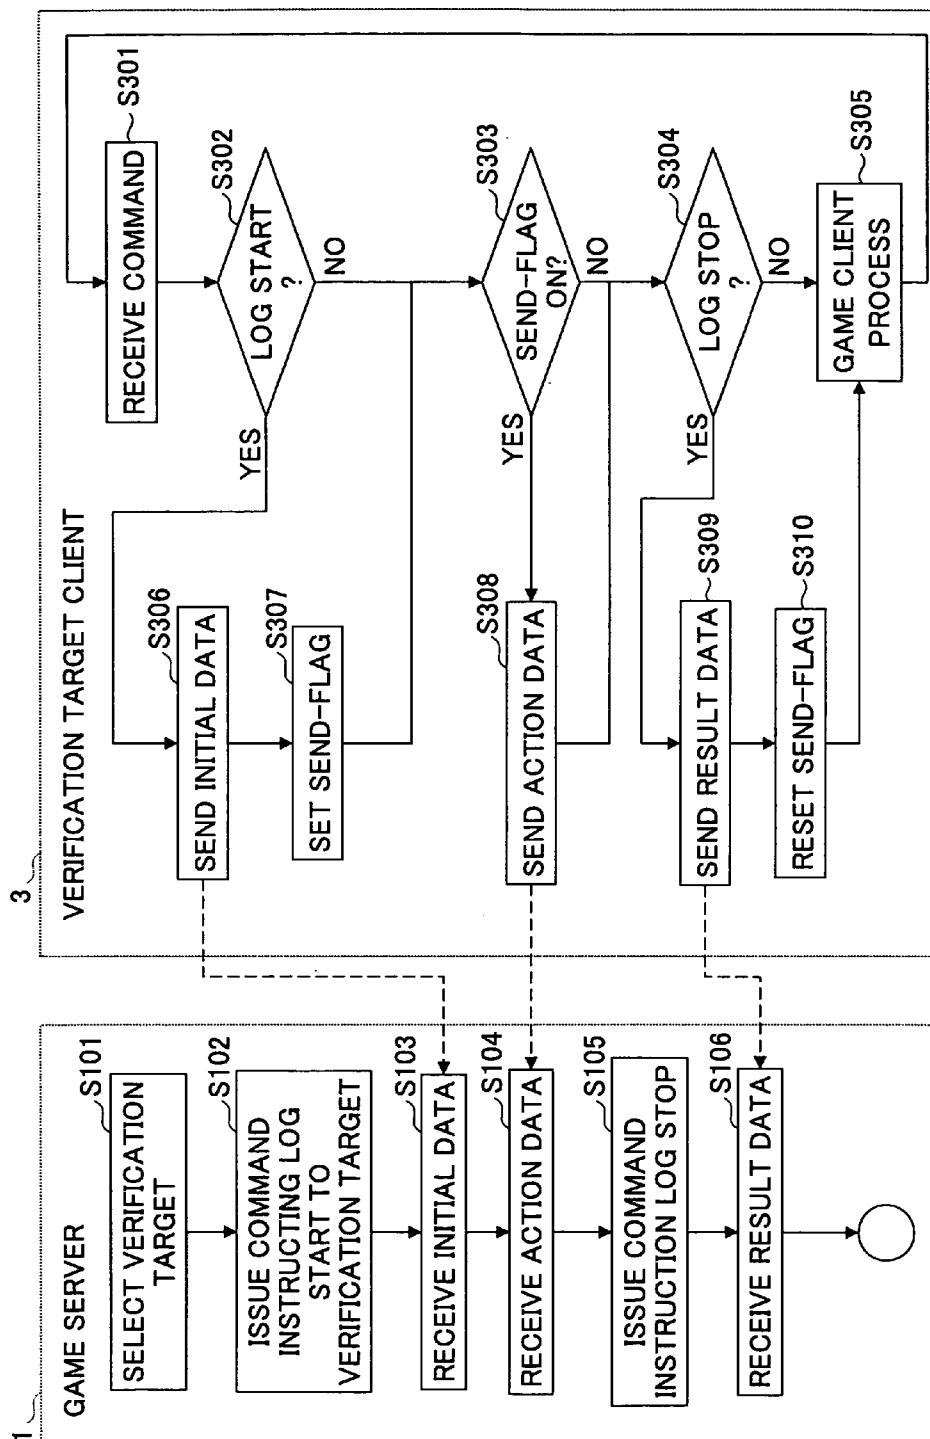 1
GAME SERVER
S101
SELECT VERIFICATION
TARGET
S102
ISSUE COMMAND
INSTRUCTING LOG
START TO
VERIFICATION TARGET
S103
RECEIVE INITIAL DATA
S104
RECEIVE ACTION DATA
S105
ISSUE COMMAND
INSTRUCTION LOG STOP
S106
RECEIVE RESULT DATA
3
VERIFICATION TARGET CLIENT
S301
RECEIVE COMMAND
S302
LOG START
?
YES
NO
S306
SEND INITIAL DATA
S307
SET SEND-FLAG
S303
SEND-FLAG
ON?
YES
NO
S308
SEND ACTION DATA
S304
LOG STOP
?
YES
NO
S309
SEND RESULT DATA
S310
RESET SEND-FLAG
S305
GAME CLIENT
PROCESS